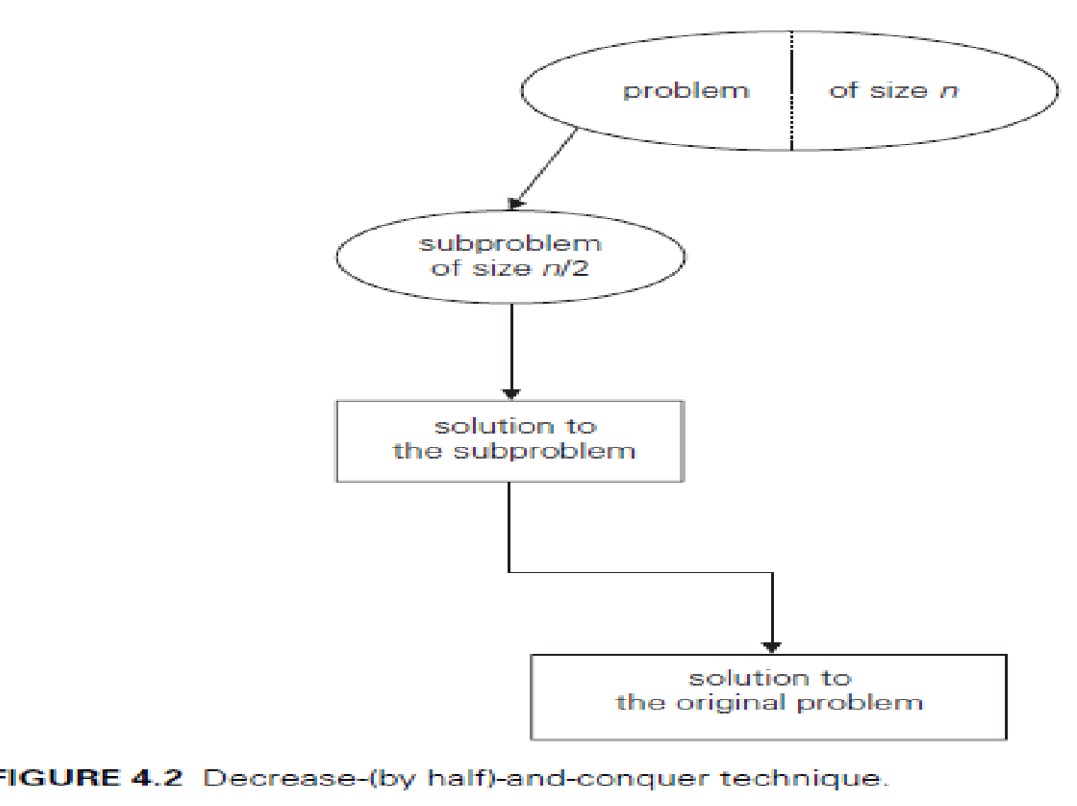 problem of size n
subproblem
of size n/2
solution to
the subproblem
solution to
the original problem
FIGURE 4.2 Decrease-(by half)-and-conquer technique.